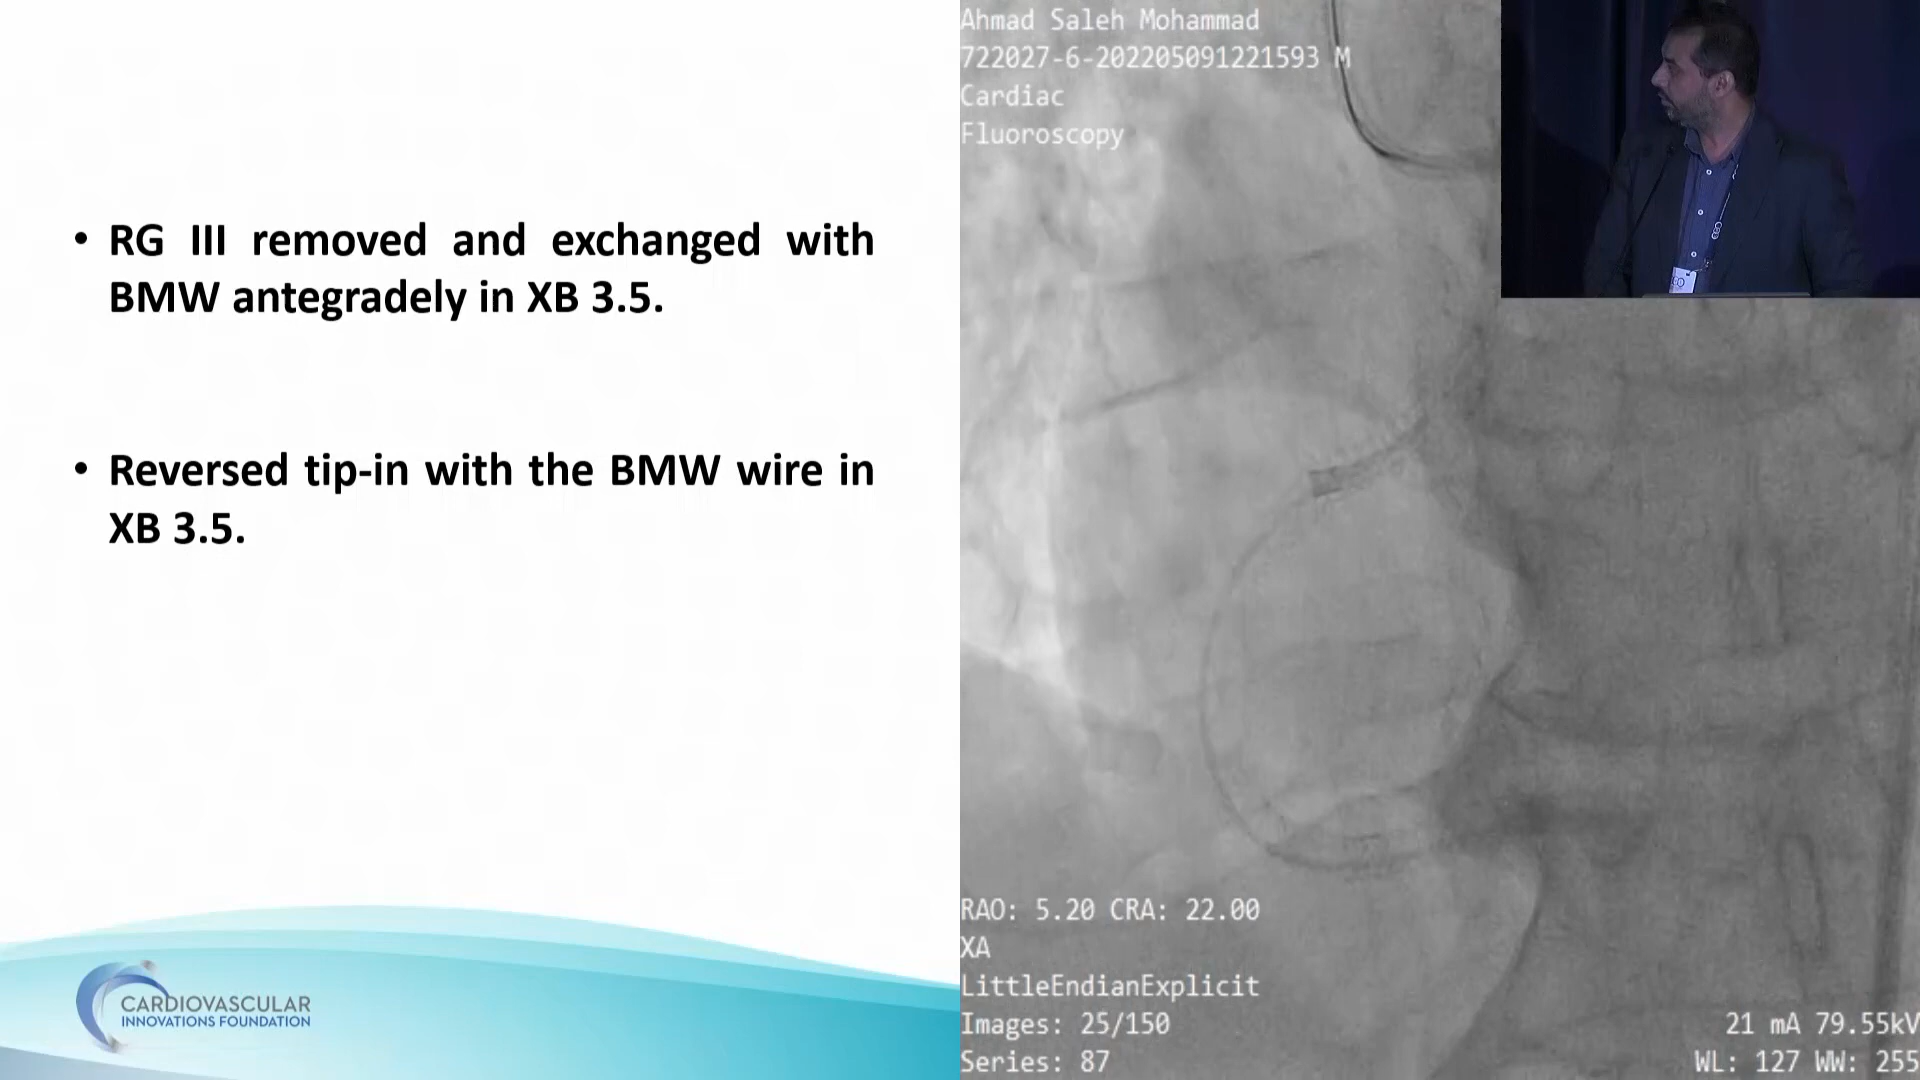 • RG III removed and exchanged with
BMW antegradely in XB 3.5.
• Reversed tip-in with the BMW wire in
XB 3.5.
CARDIOVASCULAR
INNOVATIONS FOUNDATION
Ahmad Saleh Mohammad
722027-6-202205091221593 M
Cardiac
Fluoroscopy
RAO: 5.20 CRA: 22.00
XA
LittleEndianExplicit
Images: 25/150
Series: 87
21 mA 79.55kV
WL: 127 WW: 255